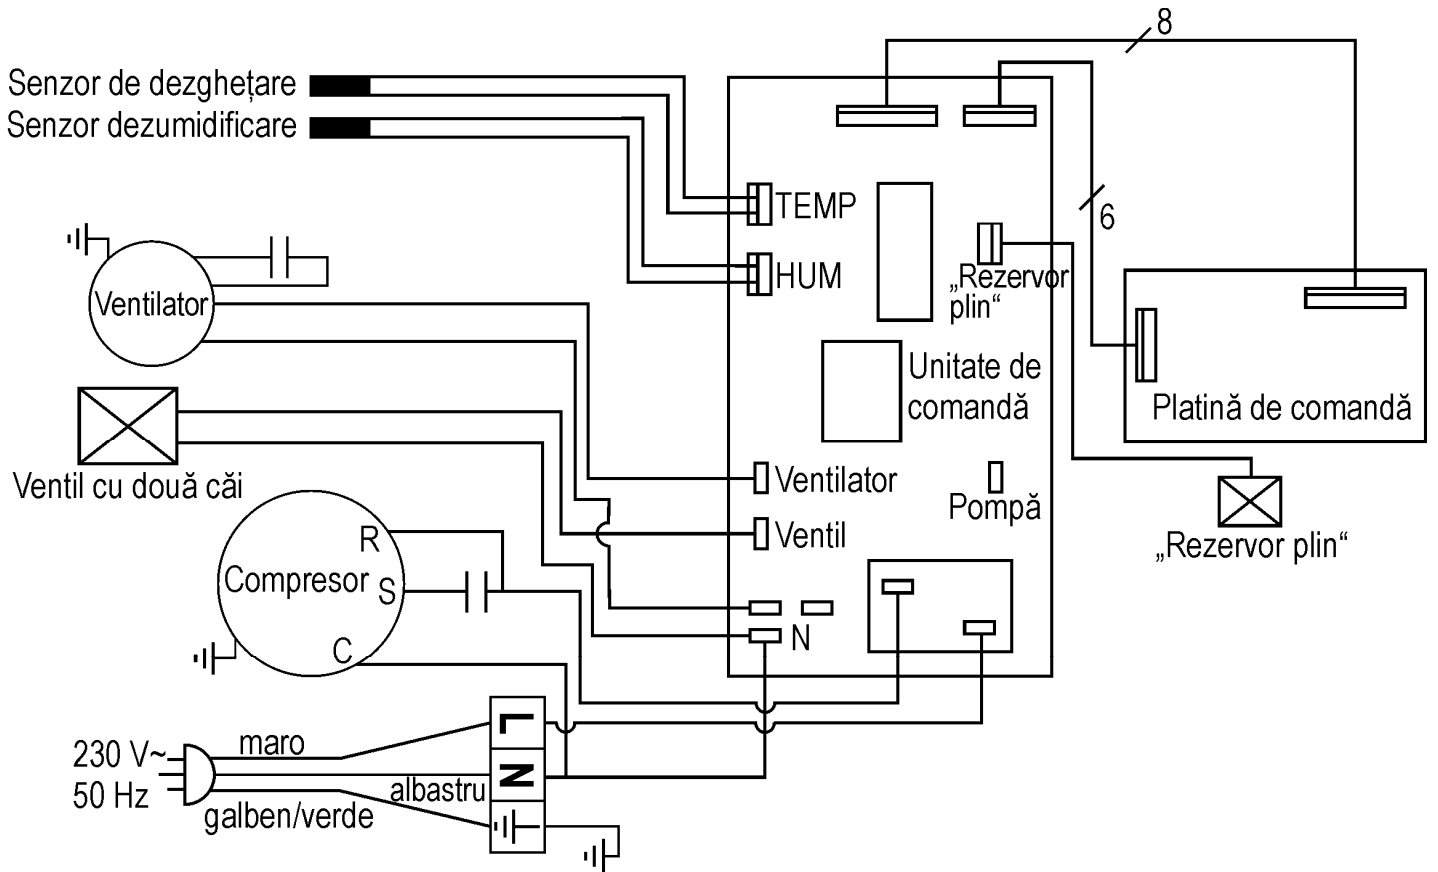 8
Senzor de dezghețare
Senzor dezumidificare
TEMP
6
HUM
„Rezervor
plin“
Ventilator
Unitate de
comandă
Platină de comandă
Ventil cu două căi
Ventilator
Pompă
Ventil
„Rezervor plin“
R
Compresor
S
C
N
L
maro
230 V~
50 Hz
N
albastru
galben/verde